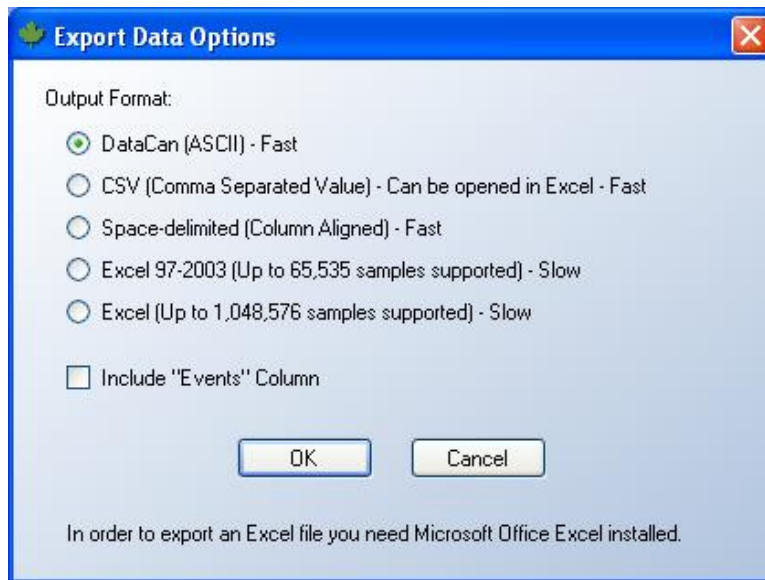 Export Data Options
Output Format:
DataCan (ASCII) - Fast
CSV (Comma Separated Value) - Can be opened in Excel - Fast
Space-delimited (Column Aligned) - Fast
Excel 97-2003 (Up to 65,535 samples supported) - Slow
Excel (Up to 1,048,576 samples supported) - Slow
Include "Events" Column
OK
Cancel
In order to export an Excel file you need Microsoft Office Excel installed.